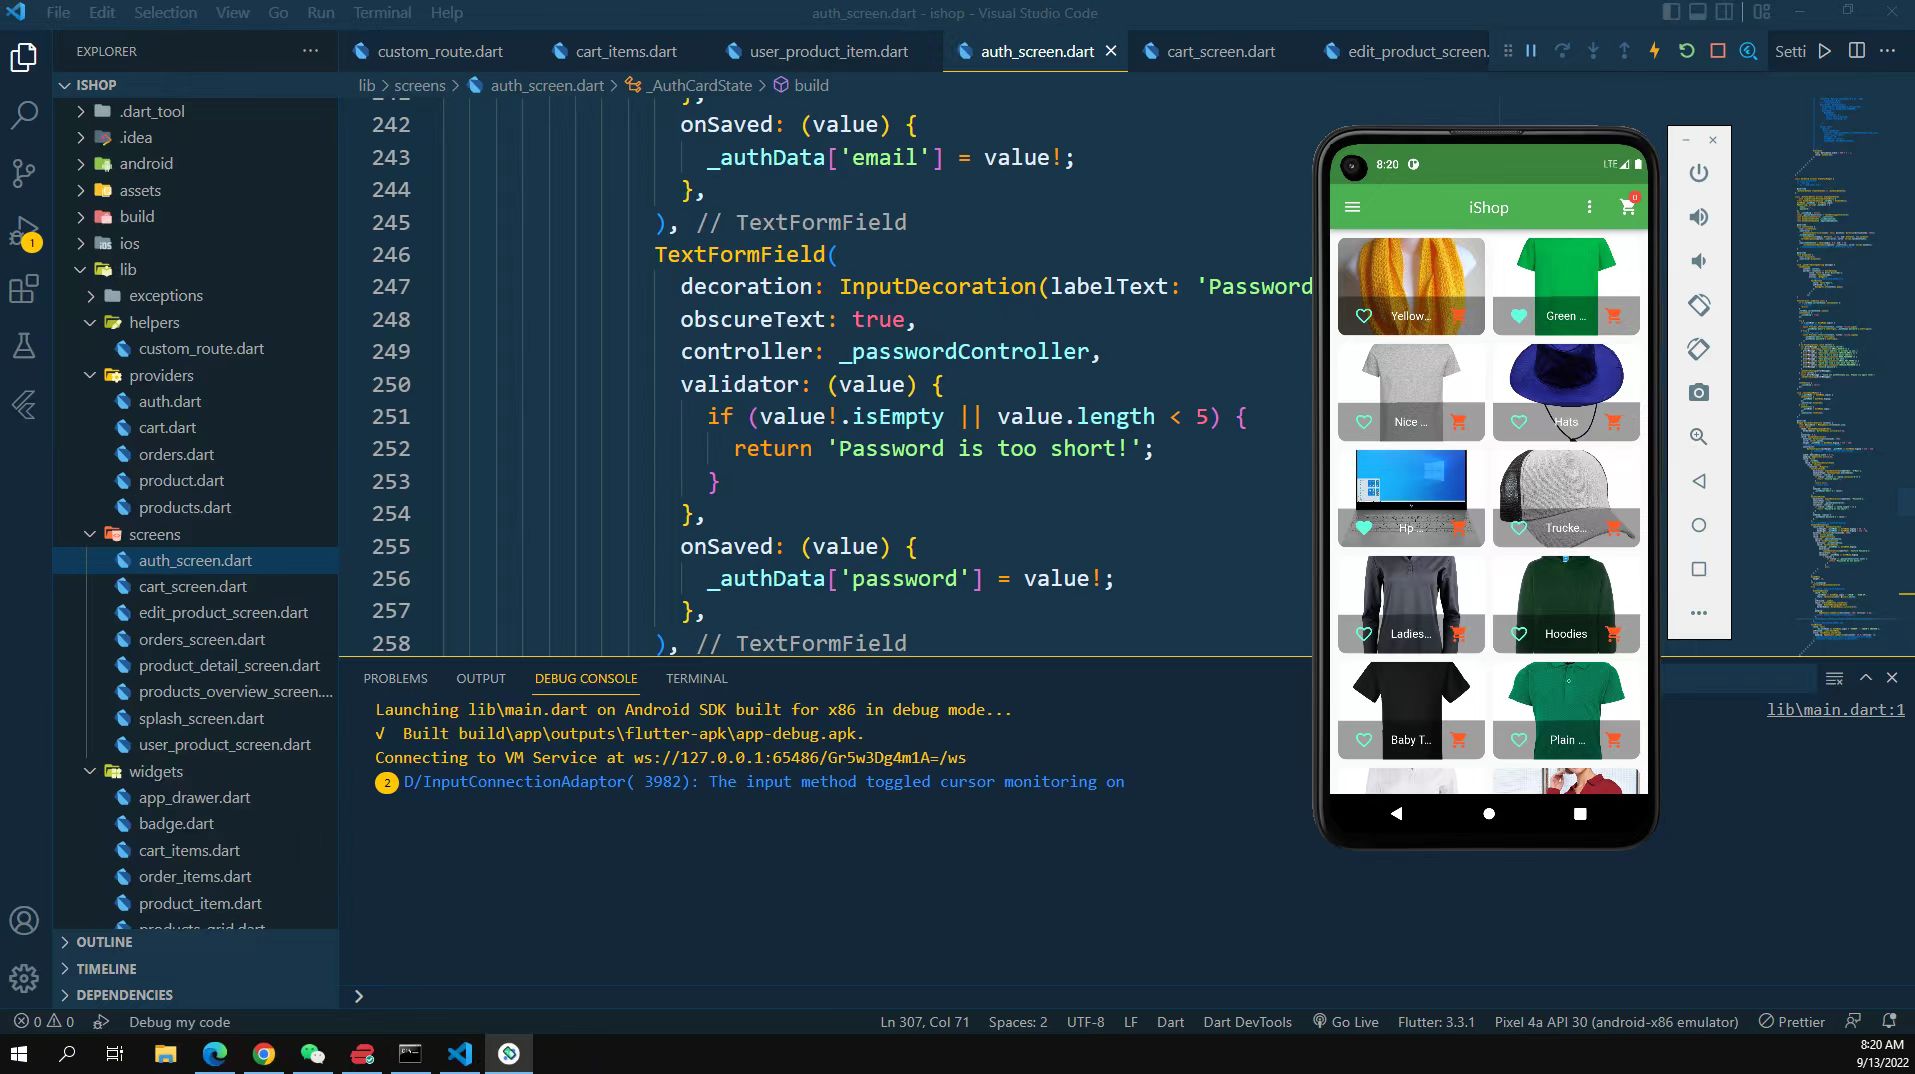 File Edit Selection View Go Run Terminal Help
auth_screen.dart - ishop - Visual Studio Code
EXPLORER
custom_route.dart
cart_items.dart
user_product_item.dart
auth_screen.dart
cart_screen.dart
edit_product_screen.
Setti
ISHOP
.dart_tool
.idea
android
assets
build
ios
lib
exceptions
helpers
custom_route.dart
providers
auth.dart
cart.dart
orders.dart
product.dart
products.dart
screens
auth_screen.dart
cart_screen.dart
edit_product_screen.dart
orders_screen.dart
product_detail_screen.dart
products_overview_screen....
splash_screen.dart
user_product_screen.dart
widgets
app_drawer.dart
badge.dart
cart_items.dart
order_items.dart
product_item.dart
products_grid.dart
OUTLINE
TIMELINE
DEPENDENCIES
1
lib > screens > auth_screen.dart > _AuthCardState > build
},
242 onSaved: (value) {
243 _authData['email'] = value!;
244 },
245 ), // TextFormField
246 TextFormField(
247 decoration: InputDecoration(labelText: 'Password
248 obscureText: true,
249 controller: _passwordController,
250 validator: (value) {
251 if (value!.isEmpty || value.length < 5) {
252 return 'Password is too short!';
253 }
254 },
255 onSaved: (value) {
256 _authData['password'] = value!;
257 },
258 ), // TextFormField
PROBLEMS OUTPUT DEBUG CONSOLE TERMINAL
Launching lib\main.dart on Android SDK built for x86 in debug mode...
lib\main.dart:1
√ Built build\app\outputs\flutter-apk\app-debug.apk.
Connecting to VM Service at ws://127.0.0.1:65486/Gr5w3Dg4m1A=/ws
2 D/InputConnectionAdaptor( 3982): The input method toggled cursor monitoring on
8:20
LTE
iShop
0
Yellow...
Green ...
Nice ...
Hats
Hp ...
Trucke...
Ladies...
Hoodies
Baby T...
Plain ...
0 0 Debug my code
Ln 307, Col 71 Spaces: 2 UTF-8 LF Dart Dart DevTools Go Live Flutter: 3.3.1 Pixel 4a API 30 (android-x86 emulator) Prettier
8:20 AM
9/13/2022